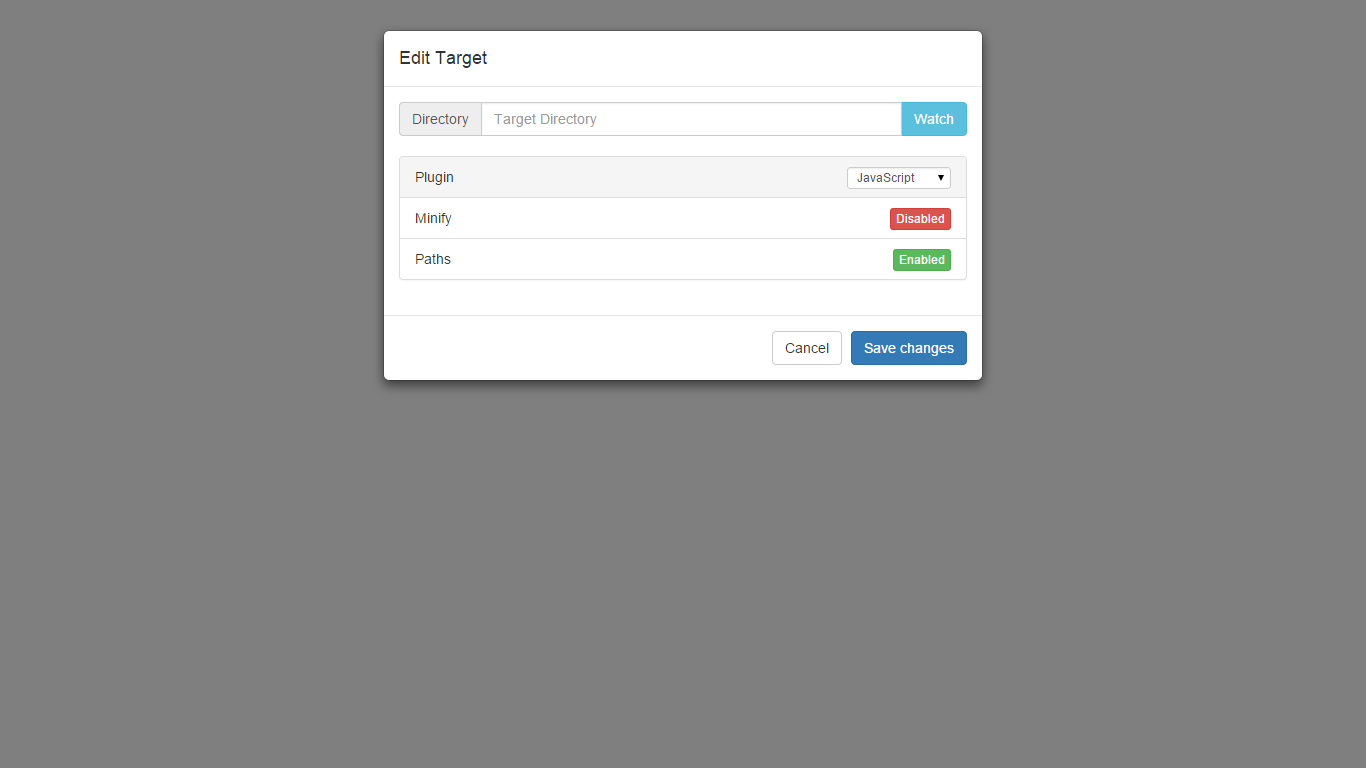 Edit Target
Directory Target Directory Watch
Plugin JavaScript
Minify Disabled
Paths Enabled
Cancel Save changes